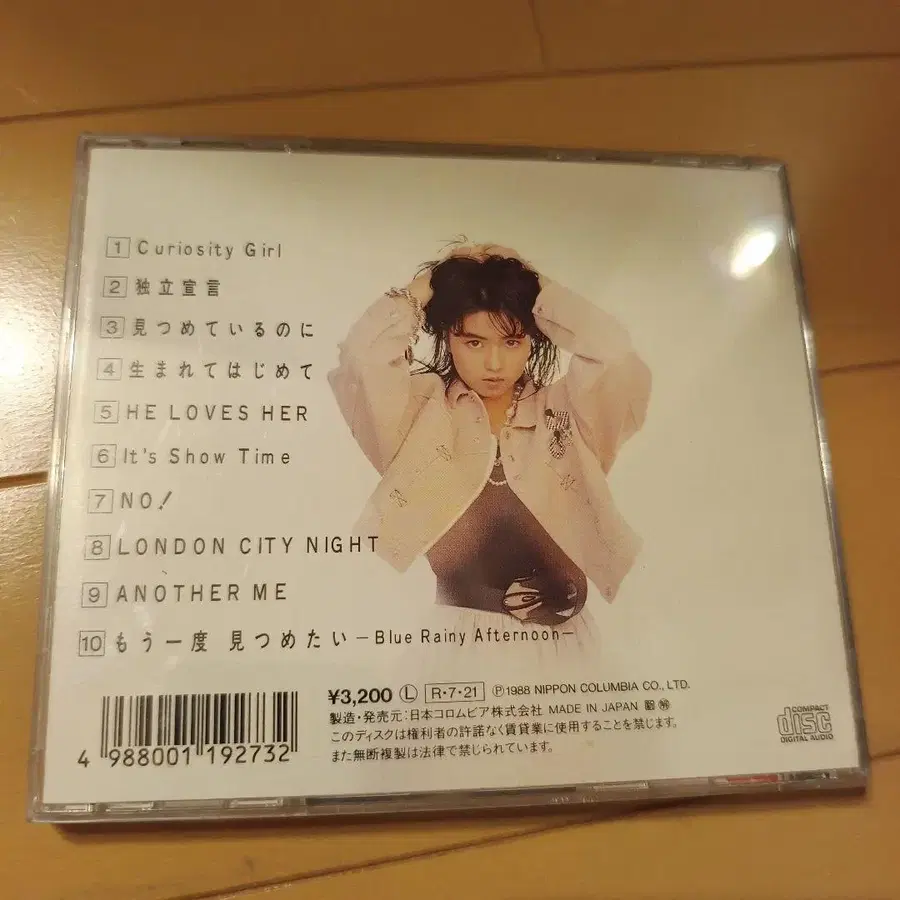 1 Curiosity Girl
2 独立宣言
3 見つめているのに
4 生まれてはじめて
5 HE LOVES HER
6 It's Show Time
7 NO!
8 LONDON CITY NIGHT
9 ANOTHER ME
10 もう一度 見つめたい －Blue Rainy Afternoon－
¥3,200 Ⓛ R・7・21 Ⓟ1988 NIPPON COLUMBIA CO., LTD.
製造・発売元:日本コロムビア株式会社 MADE IN JAPAN
このディスクは権利者の許諾なく賃貸業に使用することを禁じます。
また無断複製は法律で禁じられています。
4 988001 192732
COMPACT
disc
DIGITAL AUDIO